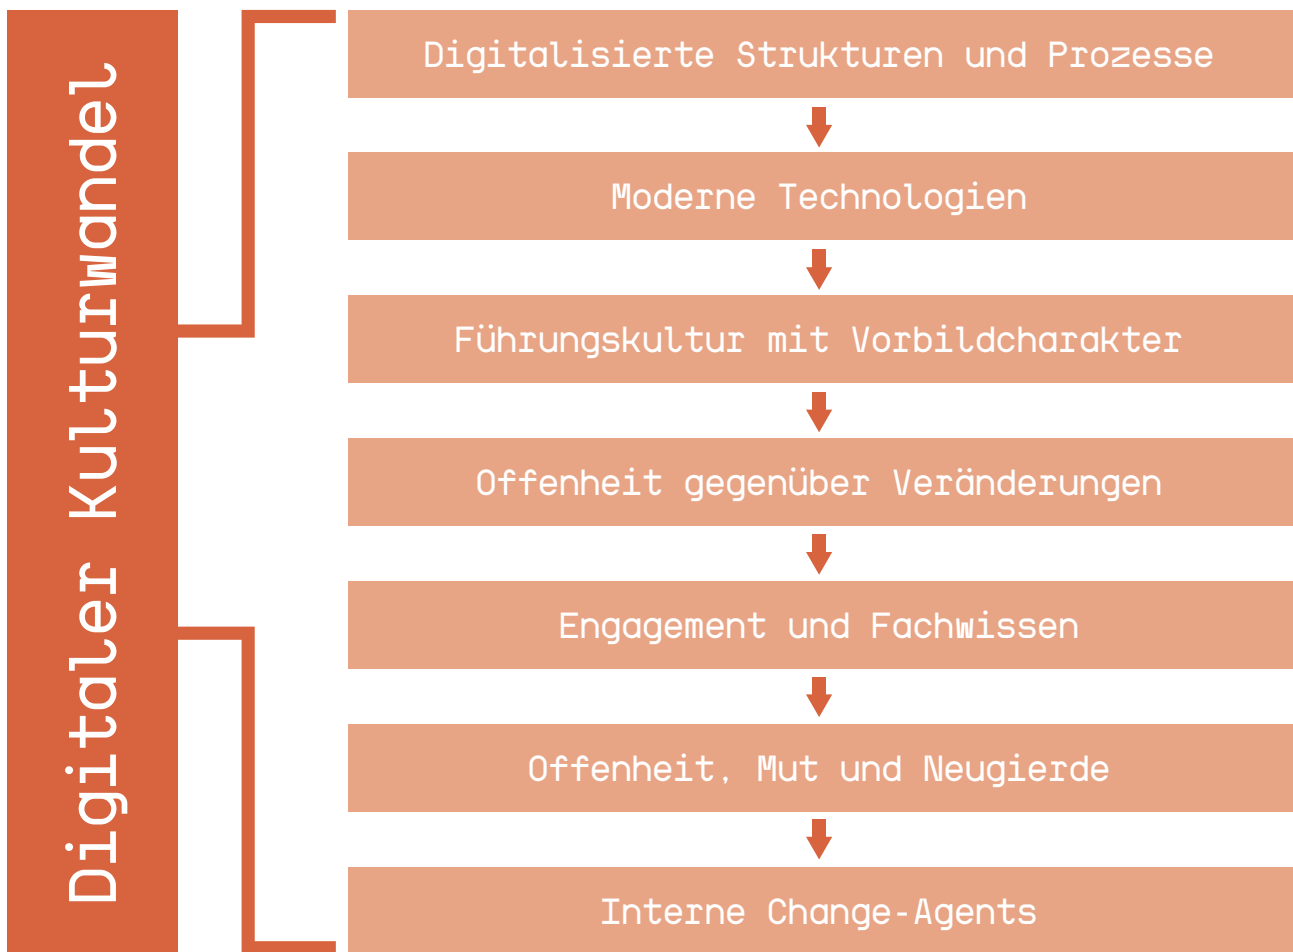 Digitaler Kulturwandel
Digitalisierte Strukturen und Prozesse
Moderne Technologien
Führungskultur mit Vorbildcharakter
Offenheit gegenüber Veränderungen
Engagement und Fachwissen
Offenheit, Mut und Neugierde
Interne Change-Agents